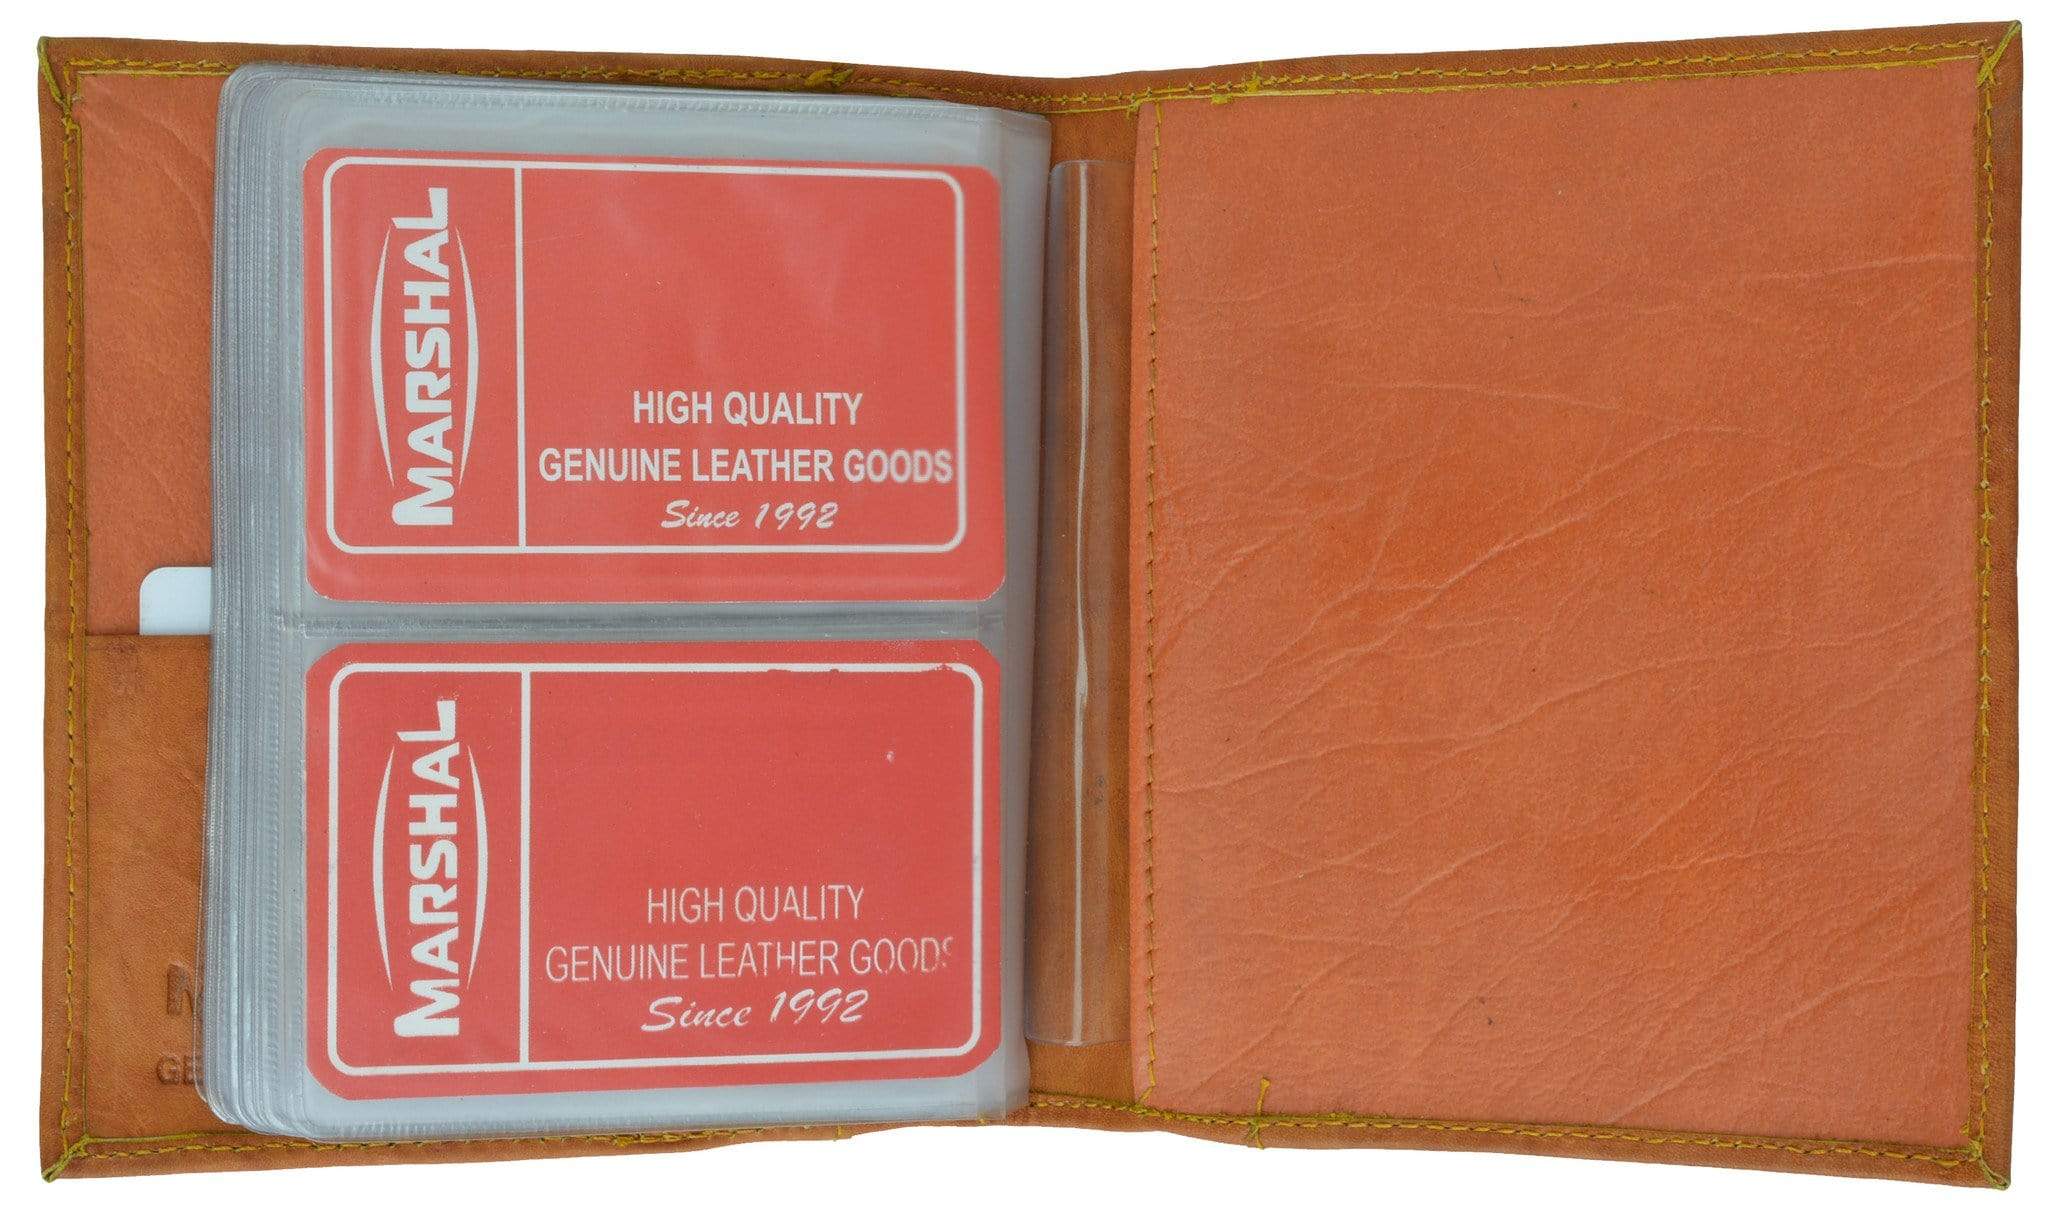 MARSHAL
HIGH QUALITY
GENUINE LEATHER GOODS
Since 1992
MARSHAL
HIGH QUALITY
GENUINE LEATHER GOODS
Since 1992